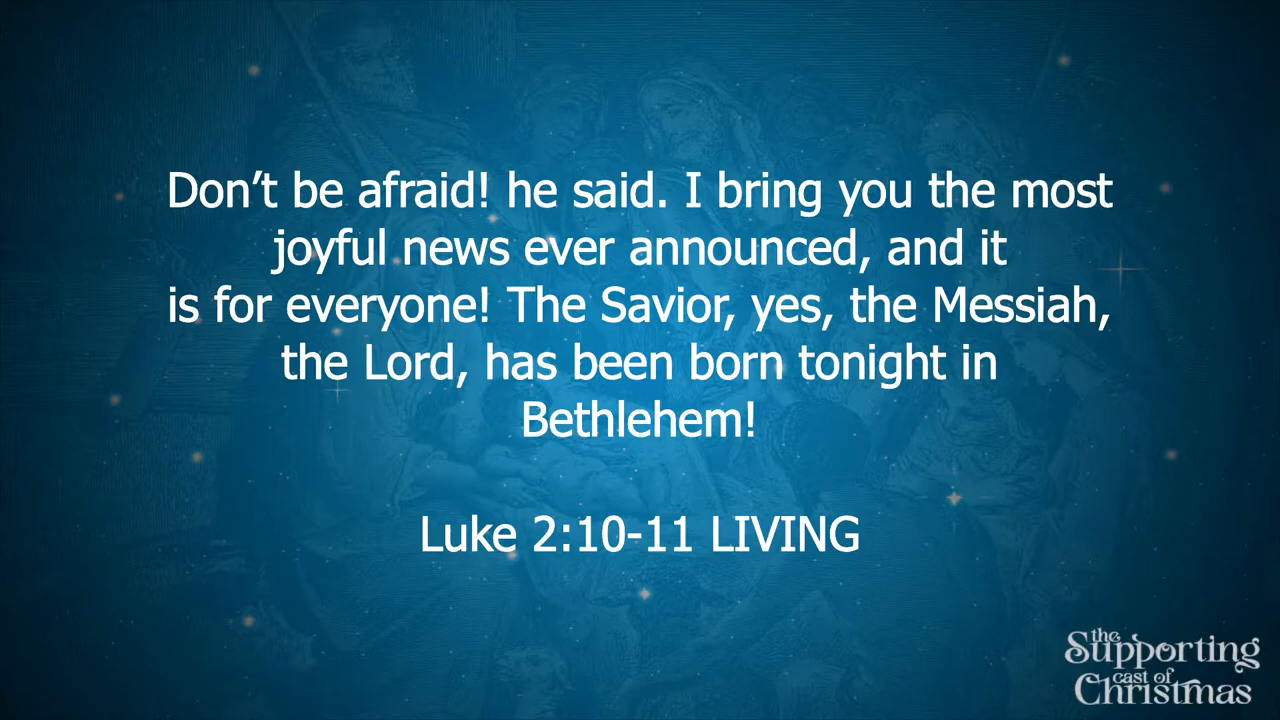 Don’t be afraid! he said. I bring you the most
joyful news ever announced, and it
is for everyone! The Savior, yes, the Messiah,
the Lord, has been born tonight in
Bethlehem!
Luke 2:10-11 LIVING
the
Supporting
cast of
Christmas